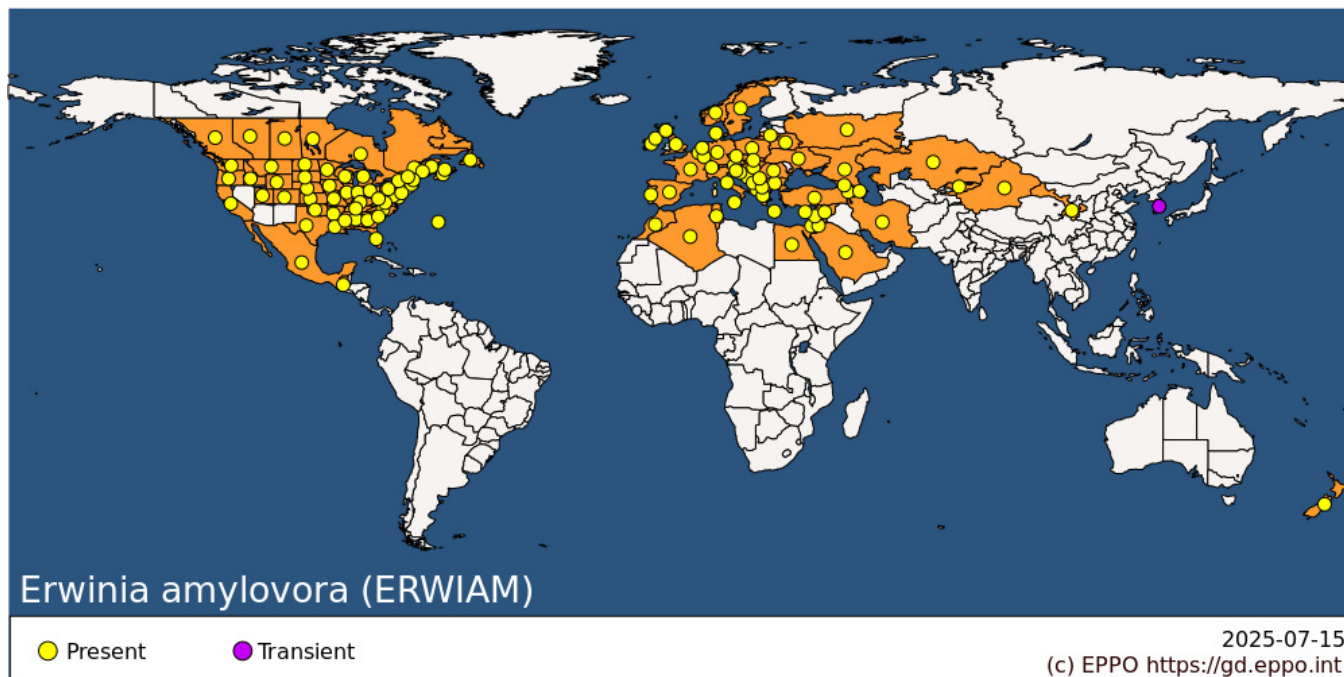 Erwinia amylovora (ERWIAM)
Present
Transient
2025-07-15
(c) EPPO https://gd.eppo.int